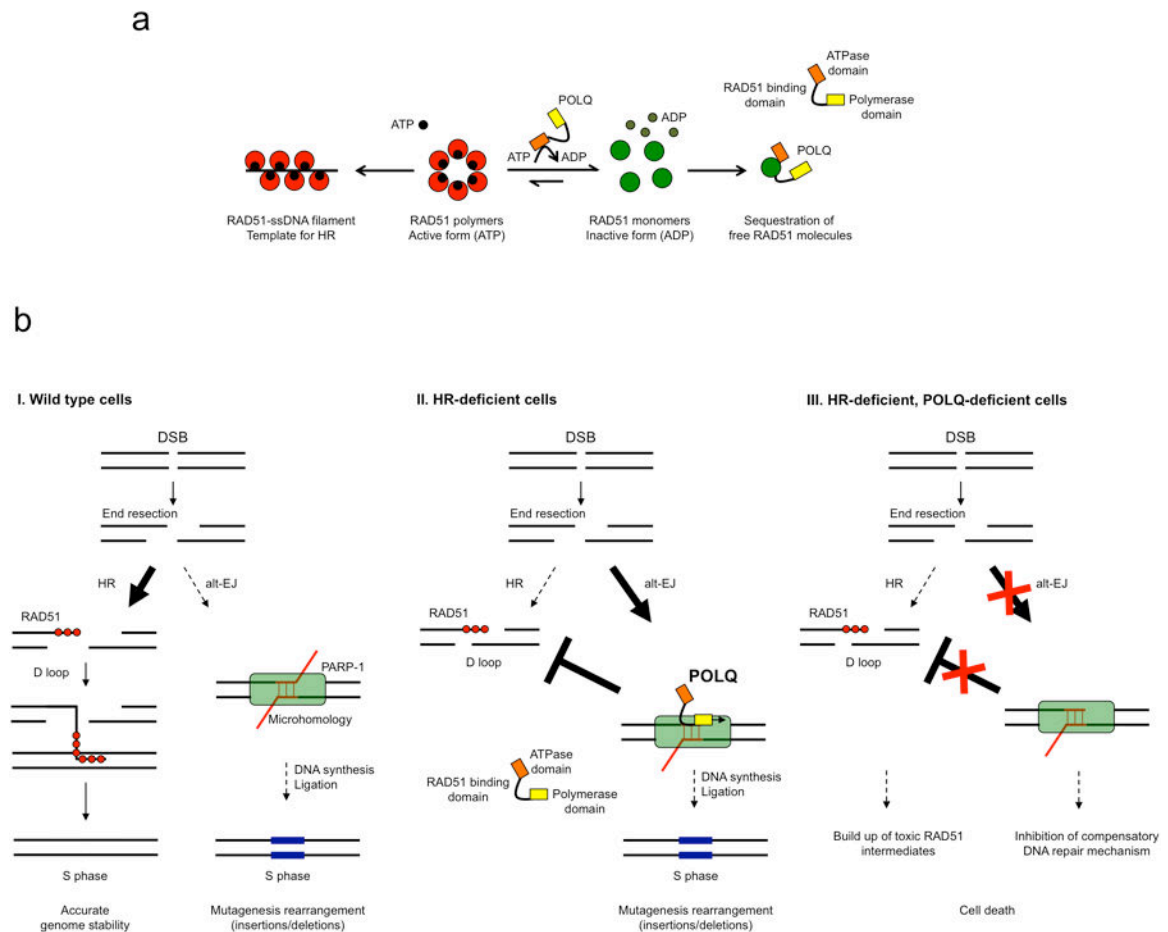 a
ATPase
domain
RAD51 binding
domain
Polymerase
domain
POLQ
ATP
ADP
ATP
ADP
POLQ
RAD51-ssDNA filament
Template for HR
RAD51 polymers
Active form (ATP)
RAD51 monomers
Inactive form (ADP)
Sequestration of
free RAD51 molecules
b
I. Wild type cells
DSB
End resection
HR
alt-EJ
RAD51
D loop
PARP-1
Microhomology
DNA synthesis
Ligation
S phase
S phase
Accurate
genome stability
Mutagenesis rearrangement
(insertions/deletions)
II. HR-deficient cells
DSB
End resection
HR
alt-EJ
RAD51
D loop
POLQ
ATPase
domain
RAD51 binding
domain
Polymerase
domain
DNA synthesis
Ligation
S phase
Mutagenesis rearrangement
(insertions/deletions)
III. HR-deficient, POLQ-deficient cells
DSB
End resection
HR
alt-EJ
RAD51
D loop
Build up of toxic RAD51
intermediates
Inhibition of compensatory
DNA repair mechanism
Cell death